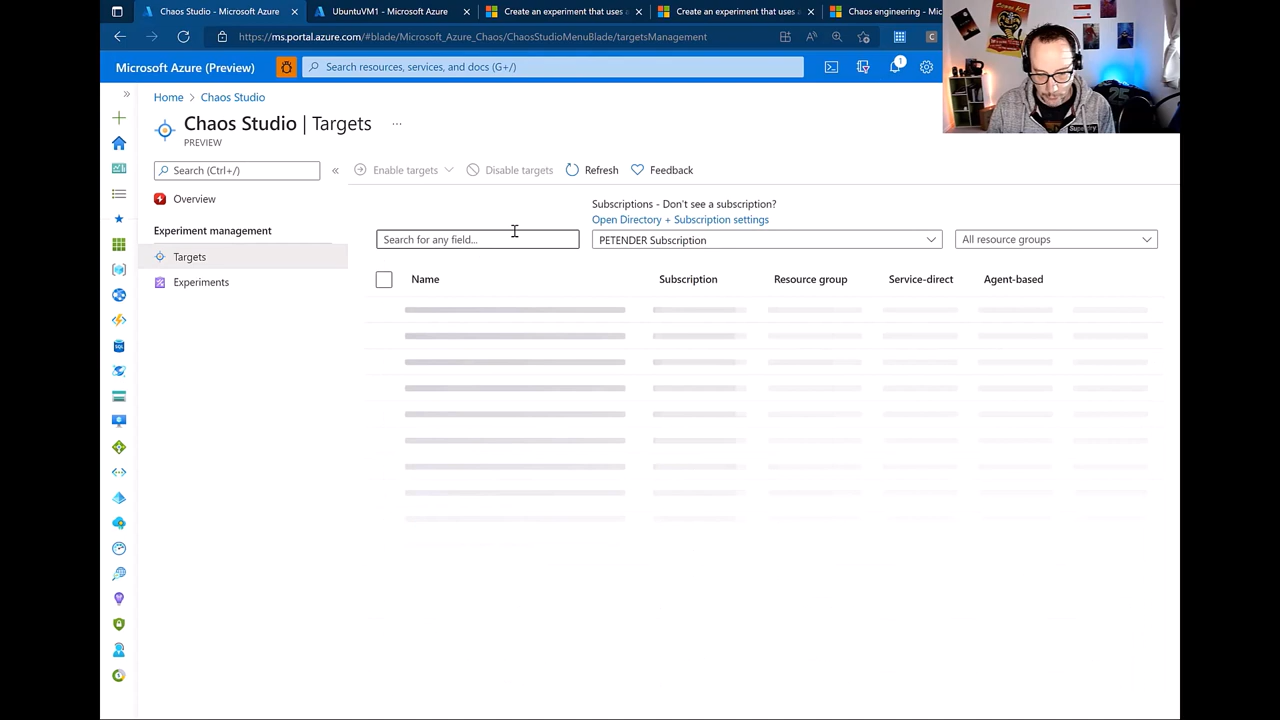 Chaos Studio - Microsoft Azure
UbuntuVM1 - Microsoft Azure
Create an experiment that uses a
Create an experiment that uses a
Chaos engineering - Mic
https://ms.portal.azure.com/#blade/Microsoft_Azure_Chaos/ChaosStudioMenuBlade/targetsManagement
Microsoft Azure (Preview)
Search resources, services, and docs (G+/)
1
Home > Chaos Studio
Chaos Studio | Targets
PREVIEW
Search (Ctrl+/)
Enable targets
Disable targets
Refresh
Feedback
Overview
Experiment management
Targets
Experiments
Subscriptions - Don't see a subscription?
Open Directory + Subscription settings
Search for any field...
PETENDER Subscription
All resource groups
Name
Subscription
Resource group
Service-direct
Agent-based